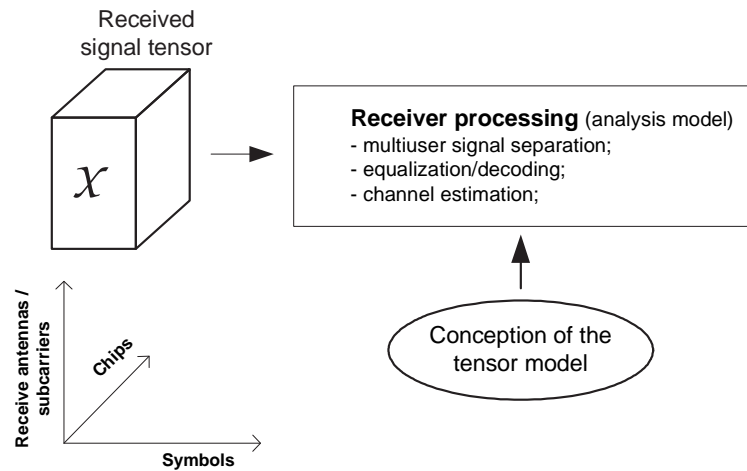 Received
signal tensor
X
Receiver processing (analysis model)
- multiuser signal separation;
- equalization/decoding;
- channel estimation;
Conception of the
tensor model
Receive antennas /
subcarriers
Chips
Symbols